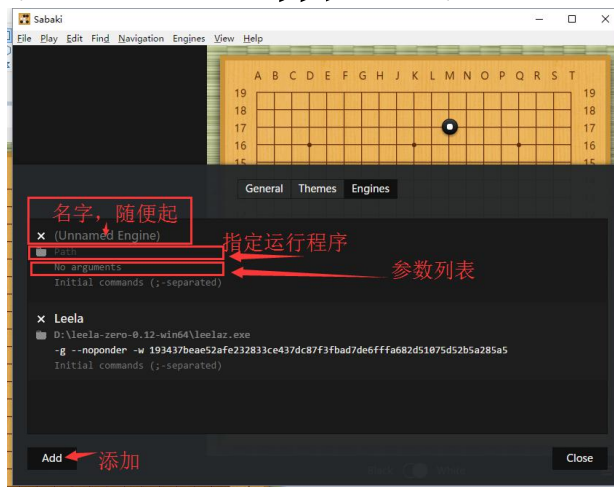 Sabaki
File Play Edit Find Navigation Engines View Help
A B C D E F G H J K L M N O P Q R S T
19 19
18 18
17 17
16 16
15 15
General Themes Engines
名字，随便起
(Unnamed Engine)
指定运行程序
Path
No arguments
参数列表
Initial commands (;-separated)
Leela
D:\leela-zero-0.12-win64\leelaz.exe
-g --noponder -w 193437beae52afe232833ce437dc87f3fbad7de6fffa682d51075d52b5a285a5
Initial commands (;-separated)
Add
添加
Close